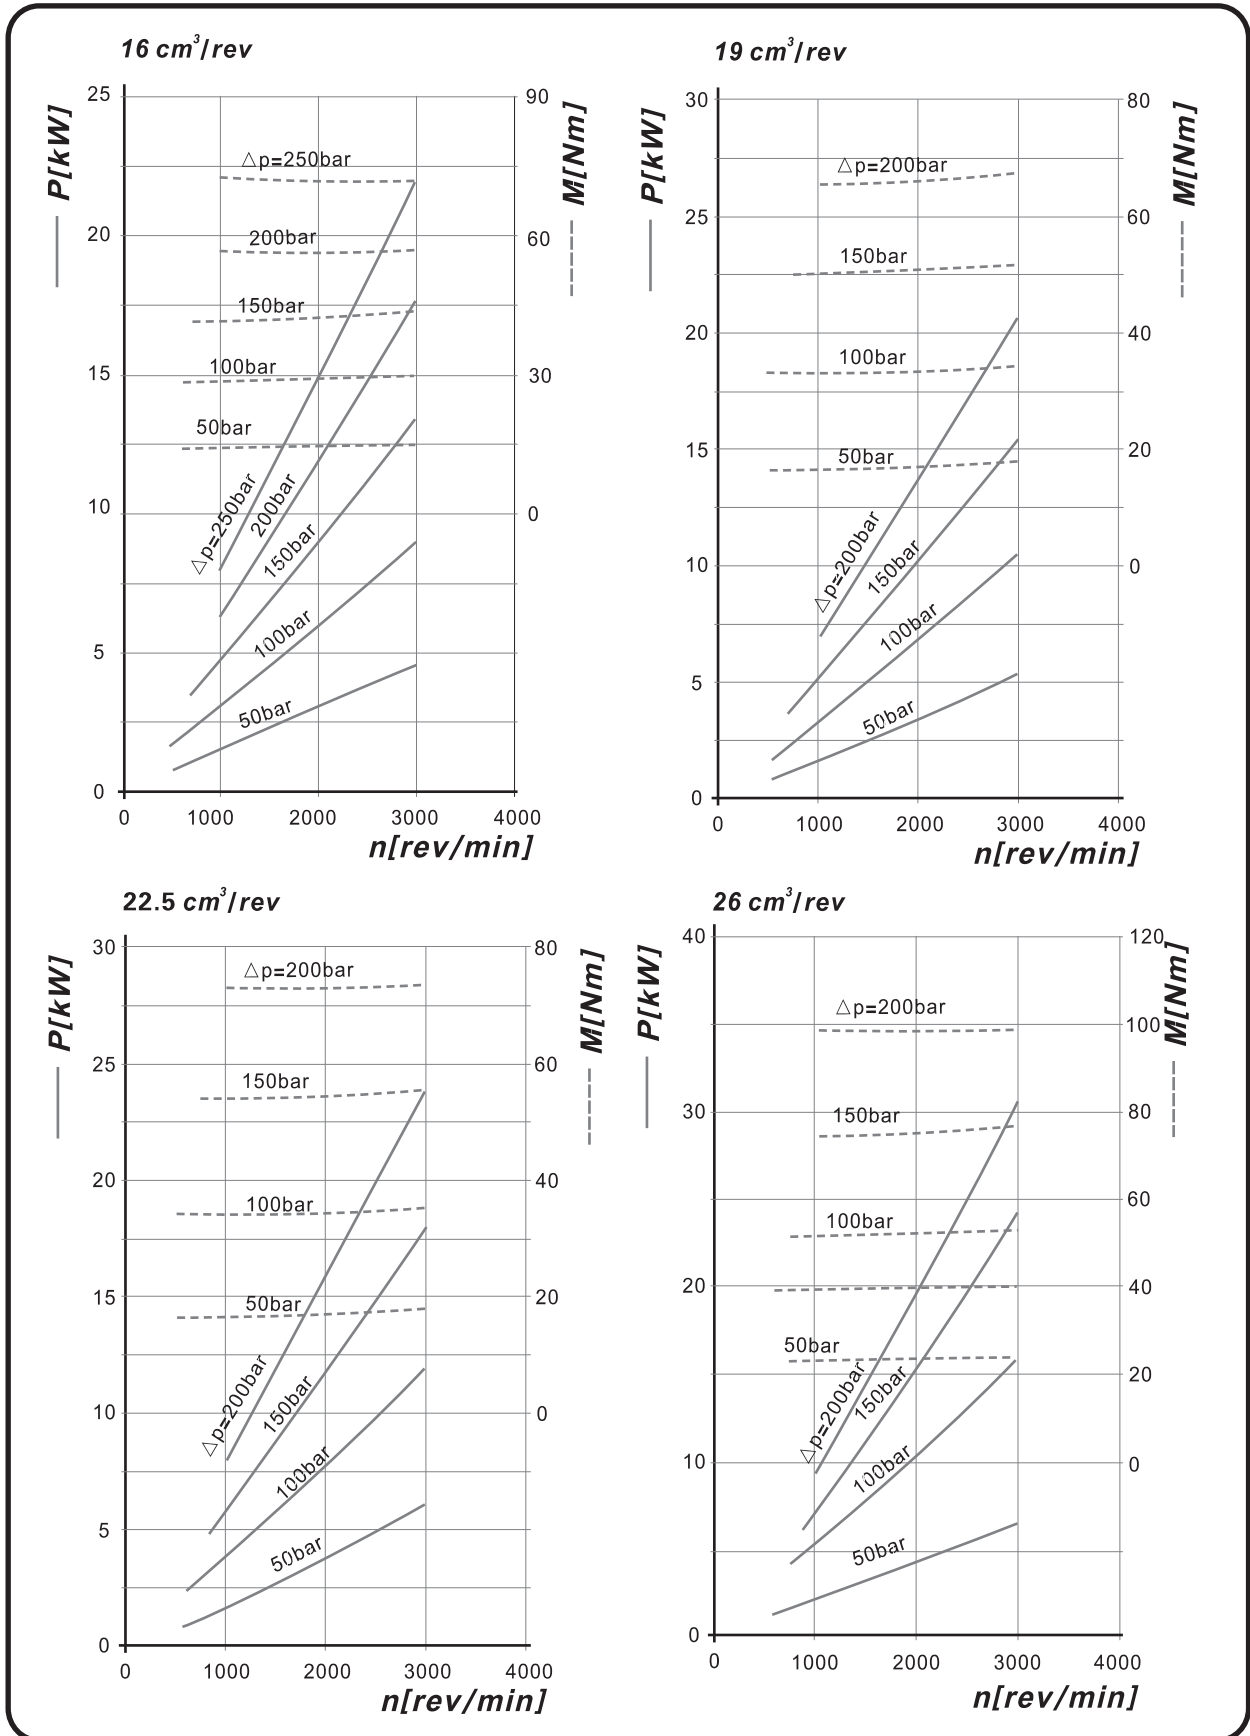 16 cm³/rev
P[kW]
M[Nm]
25
20
15
10
5
0
90
60
30
0
△p=250bar
200bar
150bar
100bar
50bar
△p=250bar
200bar
150bar
100bar
50bar
0 1000 2000 3000 4000
n[rev/min]
19 cm³/rev
P[kW]
M[Nm]
30
25
20
15
10
5
0
80
60
40
20
0
△p=200bar
150bar
100bar
50bar
△p=200bar
150bar
100bar
50bar
0 1000 2000 3000 4000
n[rev/min]
22.5 cm³/rev
P[kW]
M[Nm]
30
25
20
15
10
5
0
80
60
40
20
0
△p=200bar
150bar
100bar
50bar
△p=200bar
150bar
100bar
50bar
0 1000 2000 3000 4000
n[rev/min]
26 cm³/rev
P[kW]
M[Nm]
40
30
20
10
0
120
100
80
60
40
20
0
△p=200bar
150bar
100bar
50bar
△p=200bar
150bar
100bar
50bar
0 1000 2000 3000 4000
n[rev/min]